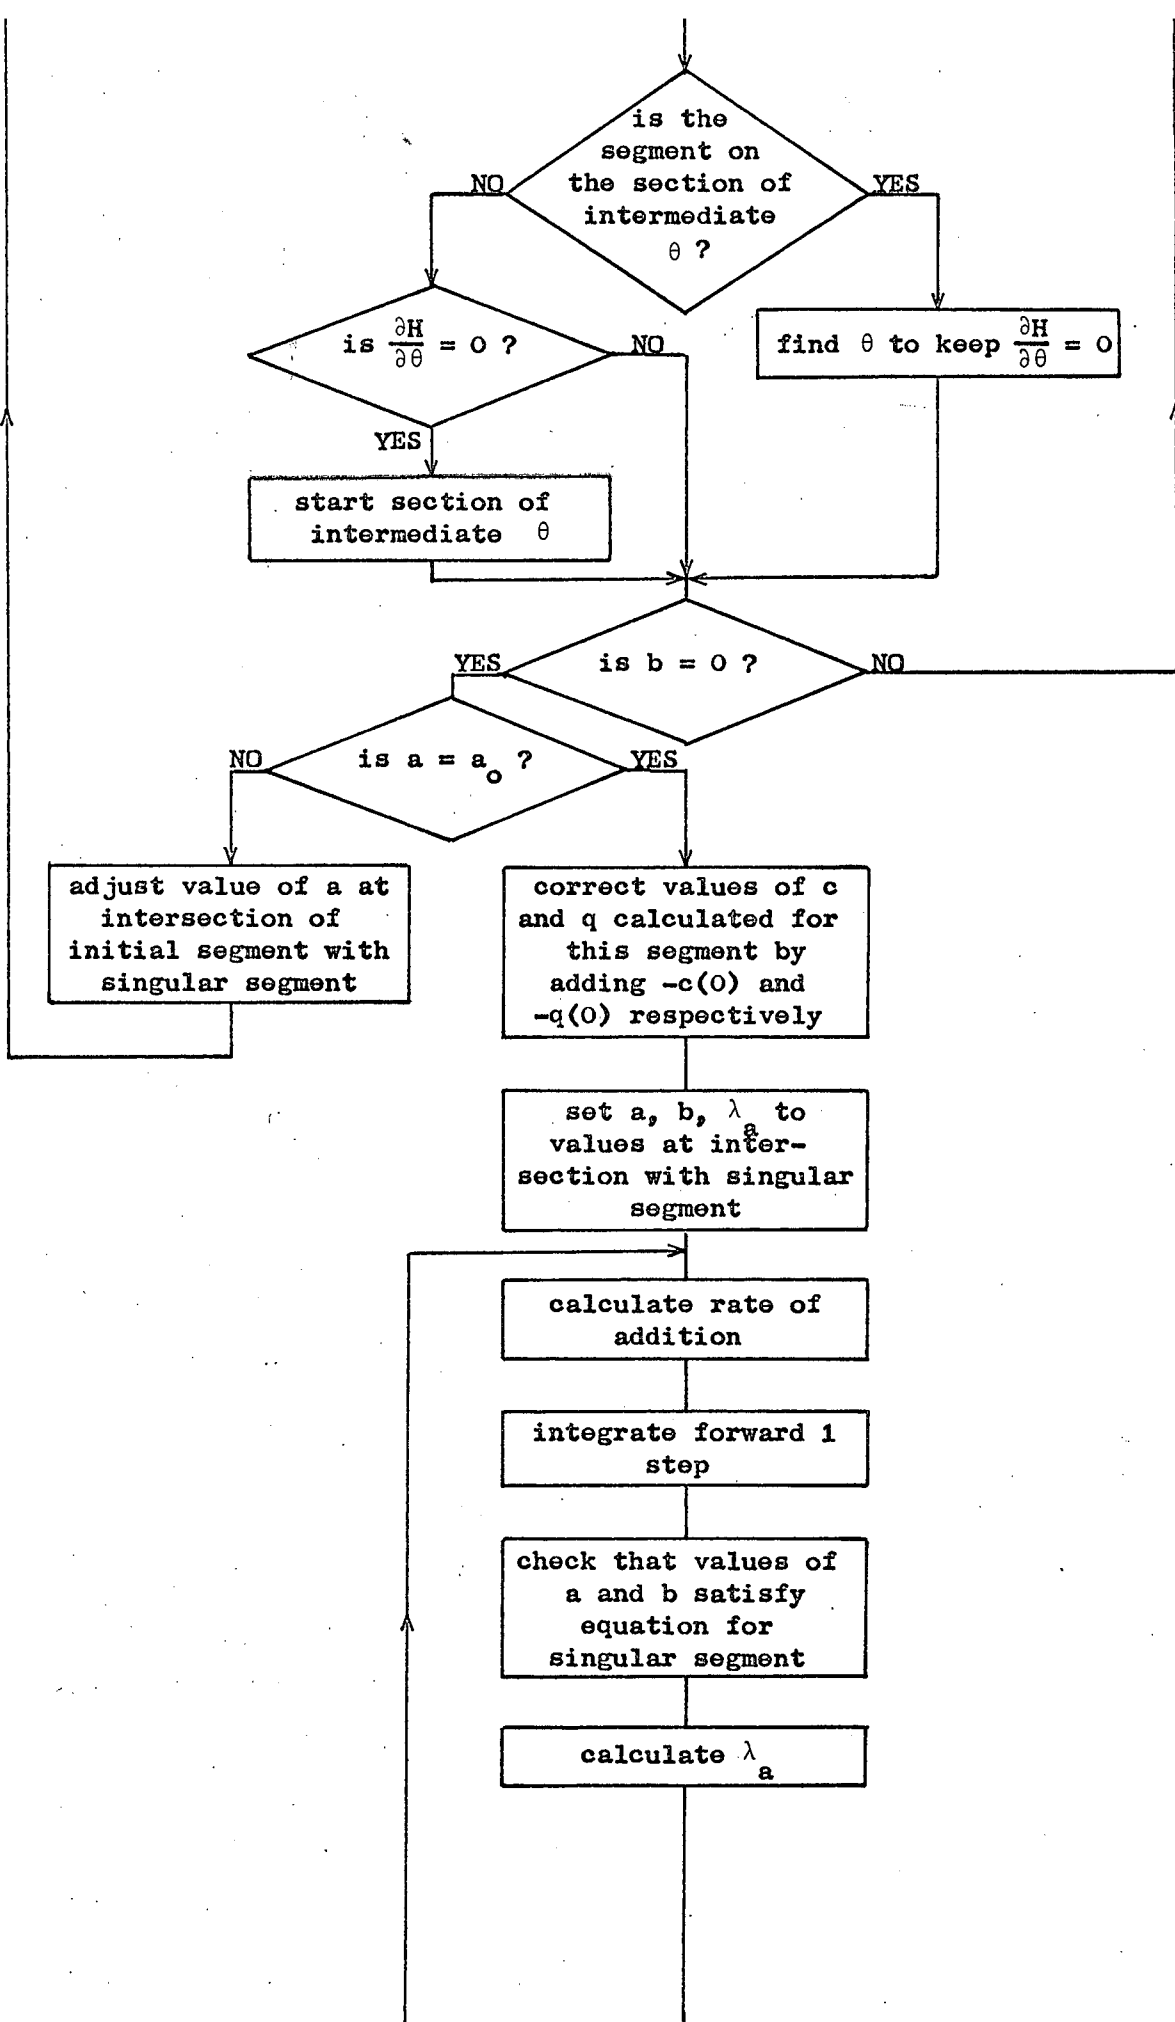 is the
segment on
the section of
intermediate
θ ?
NO
YES
is ∂H/∂θ = 0 ?
NO
find θ to keep ∂H/∂θ = 0
YES
start section of
intermediate θ
is b = 0 ?
YES
NO
is a = a_o ?
NO
YES
adjust value of a at
intersection of
initial segment with
singular segment
correct values of c
and q calculated for
this segment by
adding -c(0) and
-q(0) respectively
set a, b, λ_a to
values at inter-
section with singular
segment
calculate rate of
addition
integrate forward 1
step
check that values of
a and b satisfy
equation for
singular segment
calculate λ_a